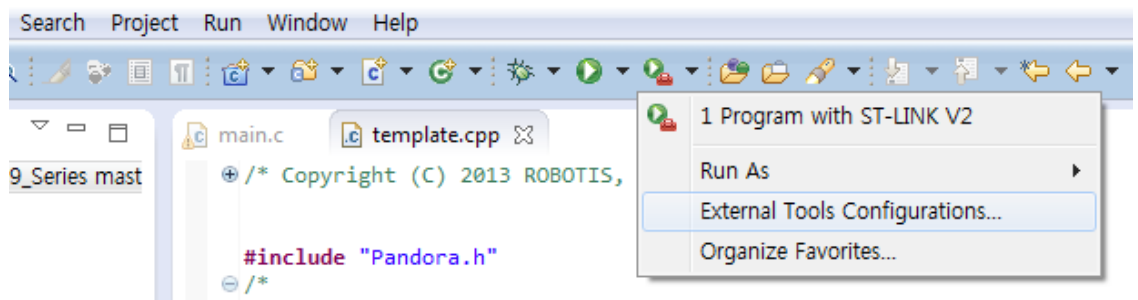 Search Project Run Window Help
main.c template.cpp
9_Series mast
/* Copyright (C) 2013 ROBOTIS,
#include "Pandora.h"
/*
1 Program with ST-LINK V2
Run As
External Tools Configurations...
Organize Favorites...